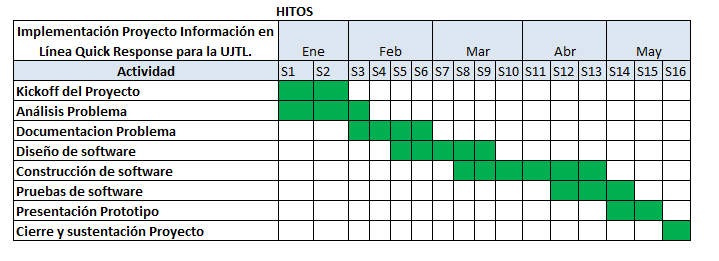 HITOS
Implementación Proyecto Información en
Línea Quick Response para la UJTL.
Ene Feb Mar Abr May
Actividad S1 S2 S3 S4 S5 S6 S7 S8 S9 S10 S11 S12 S13 S14 S15 S16
Kickoff del Proyecto
Análisis Problema
Documentacion Problema
Diseño de software
Construcción de software
Pruebas de software
Presentación Prototipo
Cierre y sustentación Proyecto